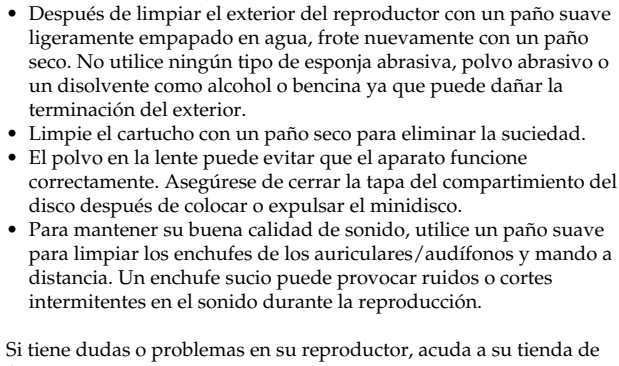 • Después de limpiar el exterior del reproductor con un paño suave
ligeramente empapado en agua, frote nuevamente con un paño
seco. No utilice ningún tipo de esponja abrasiva, polvo abrasivo o
un disolvente como alcohol o bencina ya que puede dañar la
terminación del exterior.
• Limpie el cartucho con un paño seco para eliminar la suciedad.
• El polvo en la lente puede evitar que el aparato funcione
correctamente. Asegúrese de cerrar la tapa del compartimiento del
disco después de colocar o expulsar el minidisco.
• Para mantener su buena calidad de sonido, utilice un paño suave
para limpiar los enchufes de los auriculares/audífonos y mando a
distancia. Un enchufe sucio puede provocar ruidos o cortes
intermitentes en el sonido durante la reproducción.
Si tiene dudas o problemas en su reproductor, acuda a su tienda de